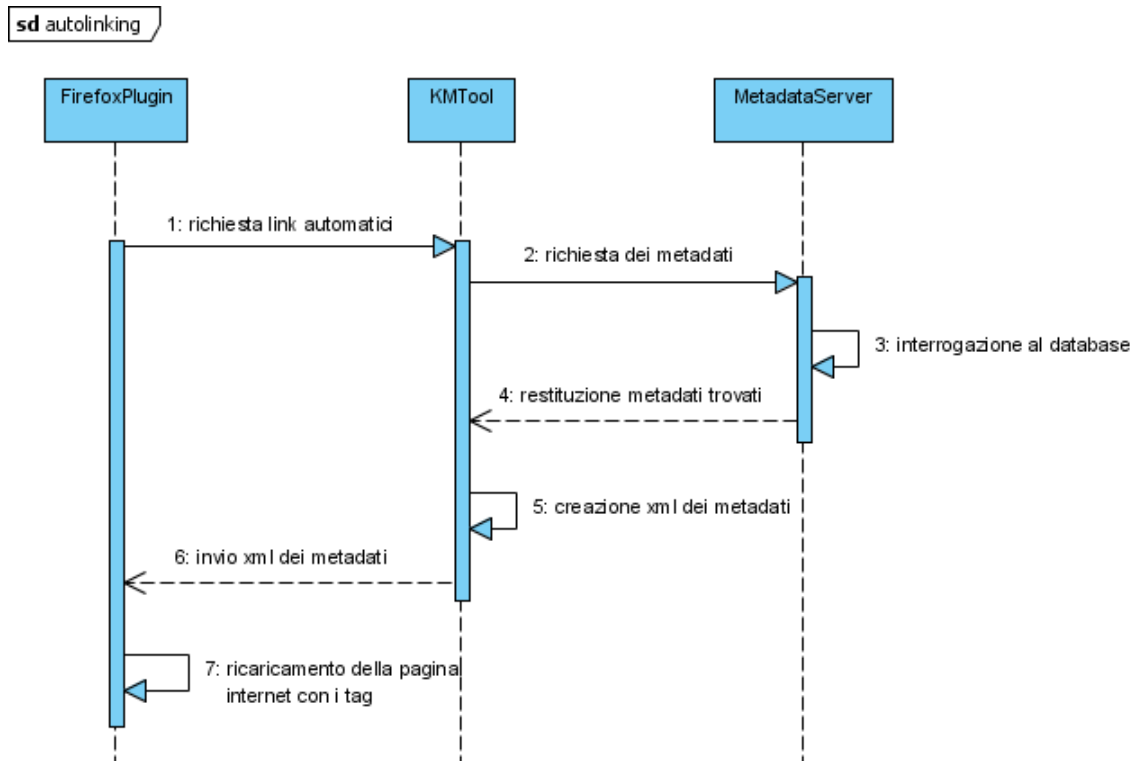 sd autolinking
FirefoxPlugin
KMTool
MetadataServer
1: richiesta link automatici
2: richiesta dei metadati
3: interrogazione al database
4: restituzione metadati trovati
5: creazione xml dei metadati
6: invio xml dei metadati
7: ricaricamento della pagina
internet con i tag